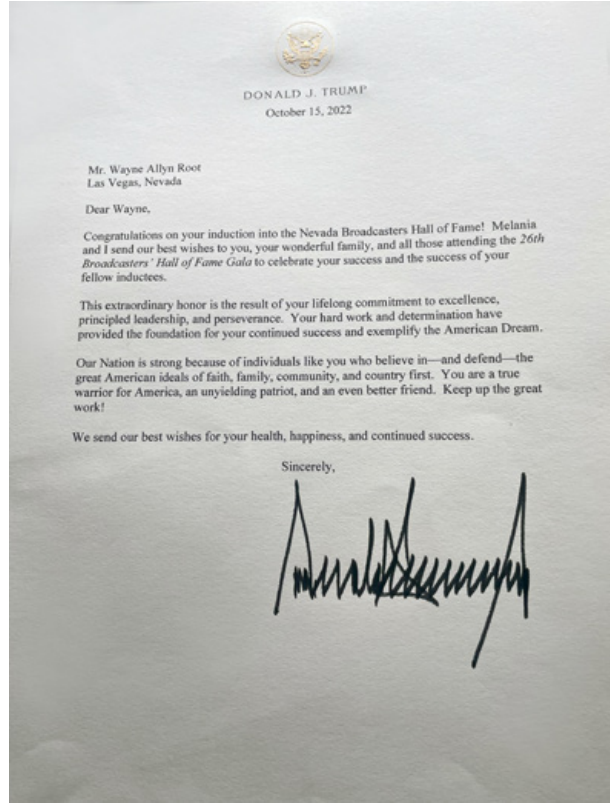 DONALD J. TRUMP
October 15, 2022
Mr. Wayne Allyn Root
Las Vegas, Nevada
Dear Wayne,
Congratulations on your induction into the Nevada Broadcasters Hall of Fame! Melania
and I send our best wishes to you, your wonderful family, and all those attending the 26th
Broadcasters' Hall of Fame Gala to celebrate your success and the success of your
fellow inductees.
This extraordinary honor is the result of your lifelong commitment to excellence,
principled leadership, and perseverance. Your hard work and determination have
provided the foundation for your continued success and exemplify the American Dream.
Our Nation is strong because of individuals like you who believe in—and defend—the
great American ideals of faith, family, community, and country first. You are a true
warrior for America, an unyielding patriot, and an even better friend. Keep up the great
work!
We send our best wishes for your health, happiness, and continued success.
Sincerely,